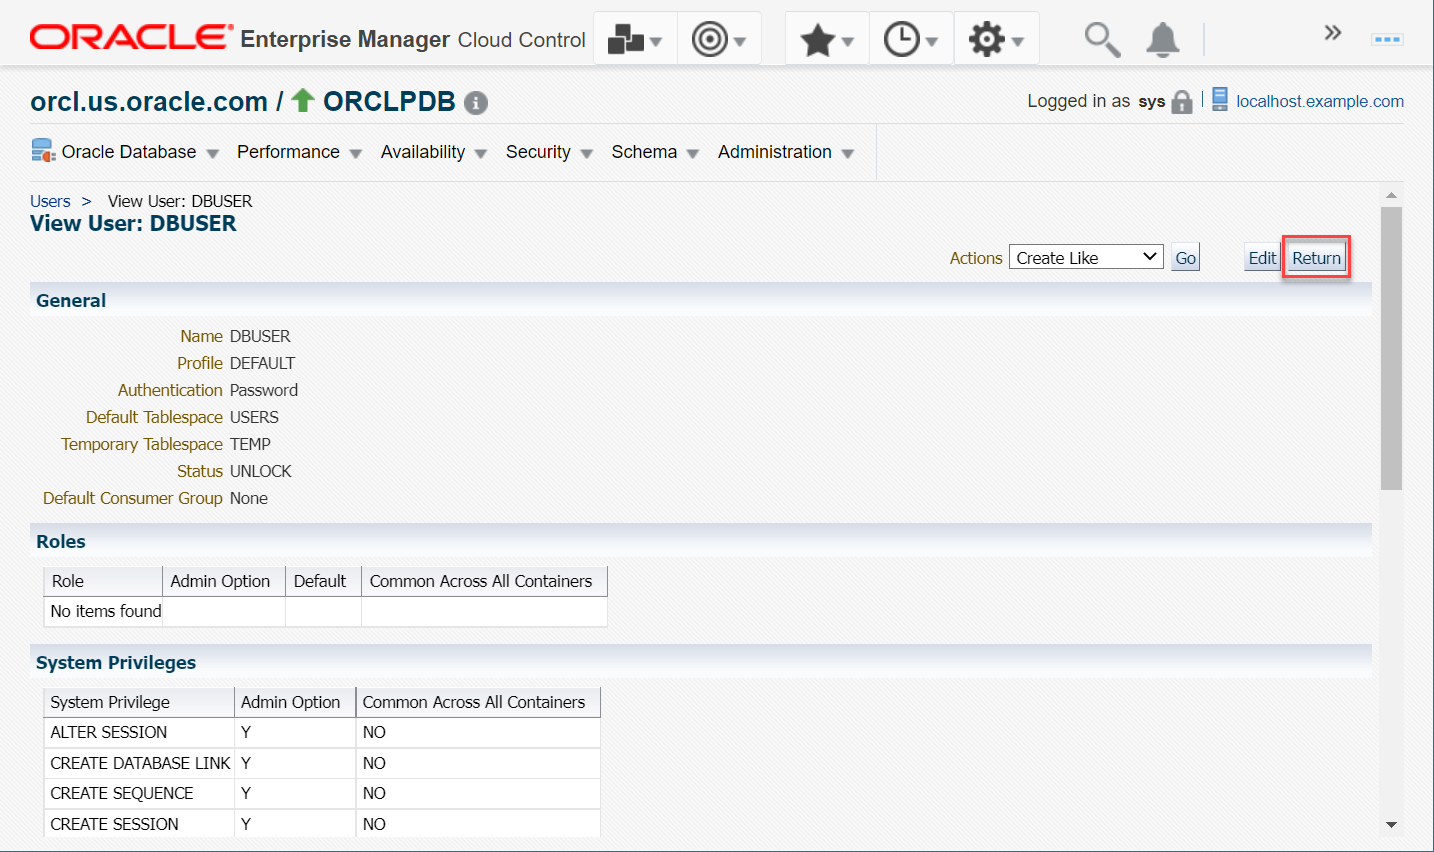 ORACLE Enterprise Manager Cloud Control
orcl.us.oracle.com / ORCLPDB
Logged in as sys | localhost.example.com
Oracle Database Performance Availability Security Schema Administration
Users > View User: DBUSER
View User: DBUSER
Actions Create Like Go Edit Return
General
Name DBUSER
Profile DEFAULT
Authentication Password
Default Tablespace USERS
Temporary Tablespace TEMP
Status UNLOCK
Default Consumer Group None
Roles
Role Admin Option Default Common Across All Containers
No items found
System Privileges
System Privilege Admin Option Common Across All Containers
ALTER SESSION Y NO
CREATE DATABASE LINK Y NO
CREATE SEQUENCE Y NO
CREATE SESSION Y NO